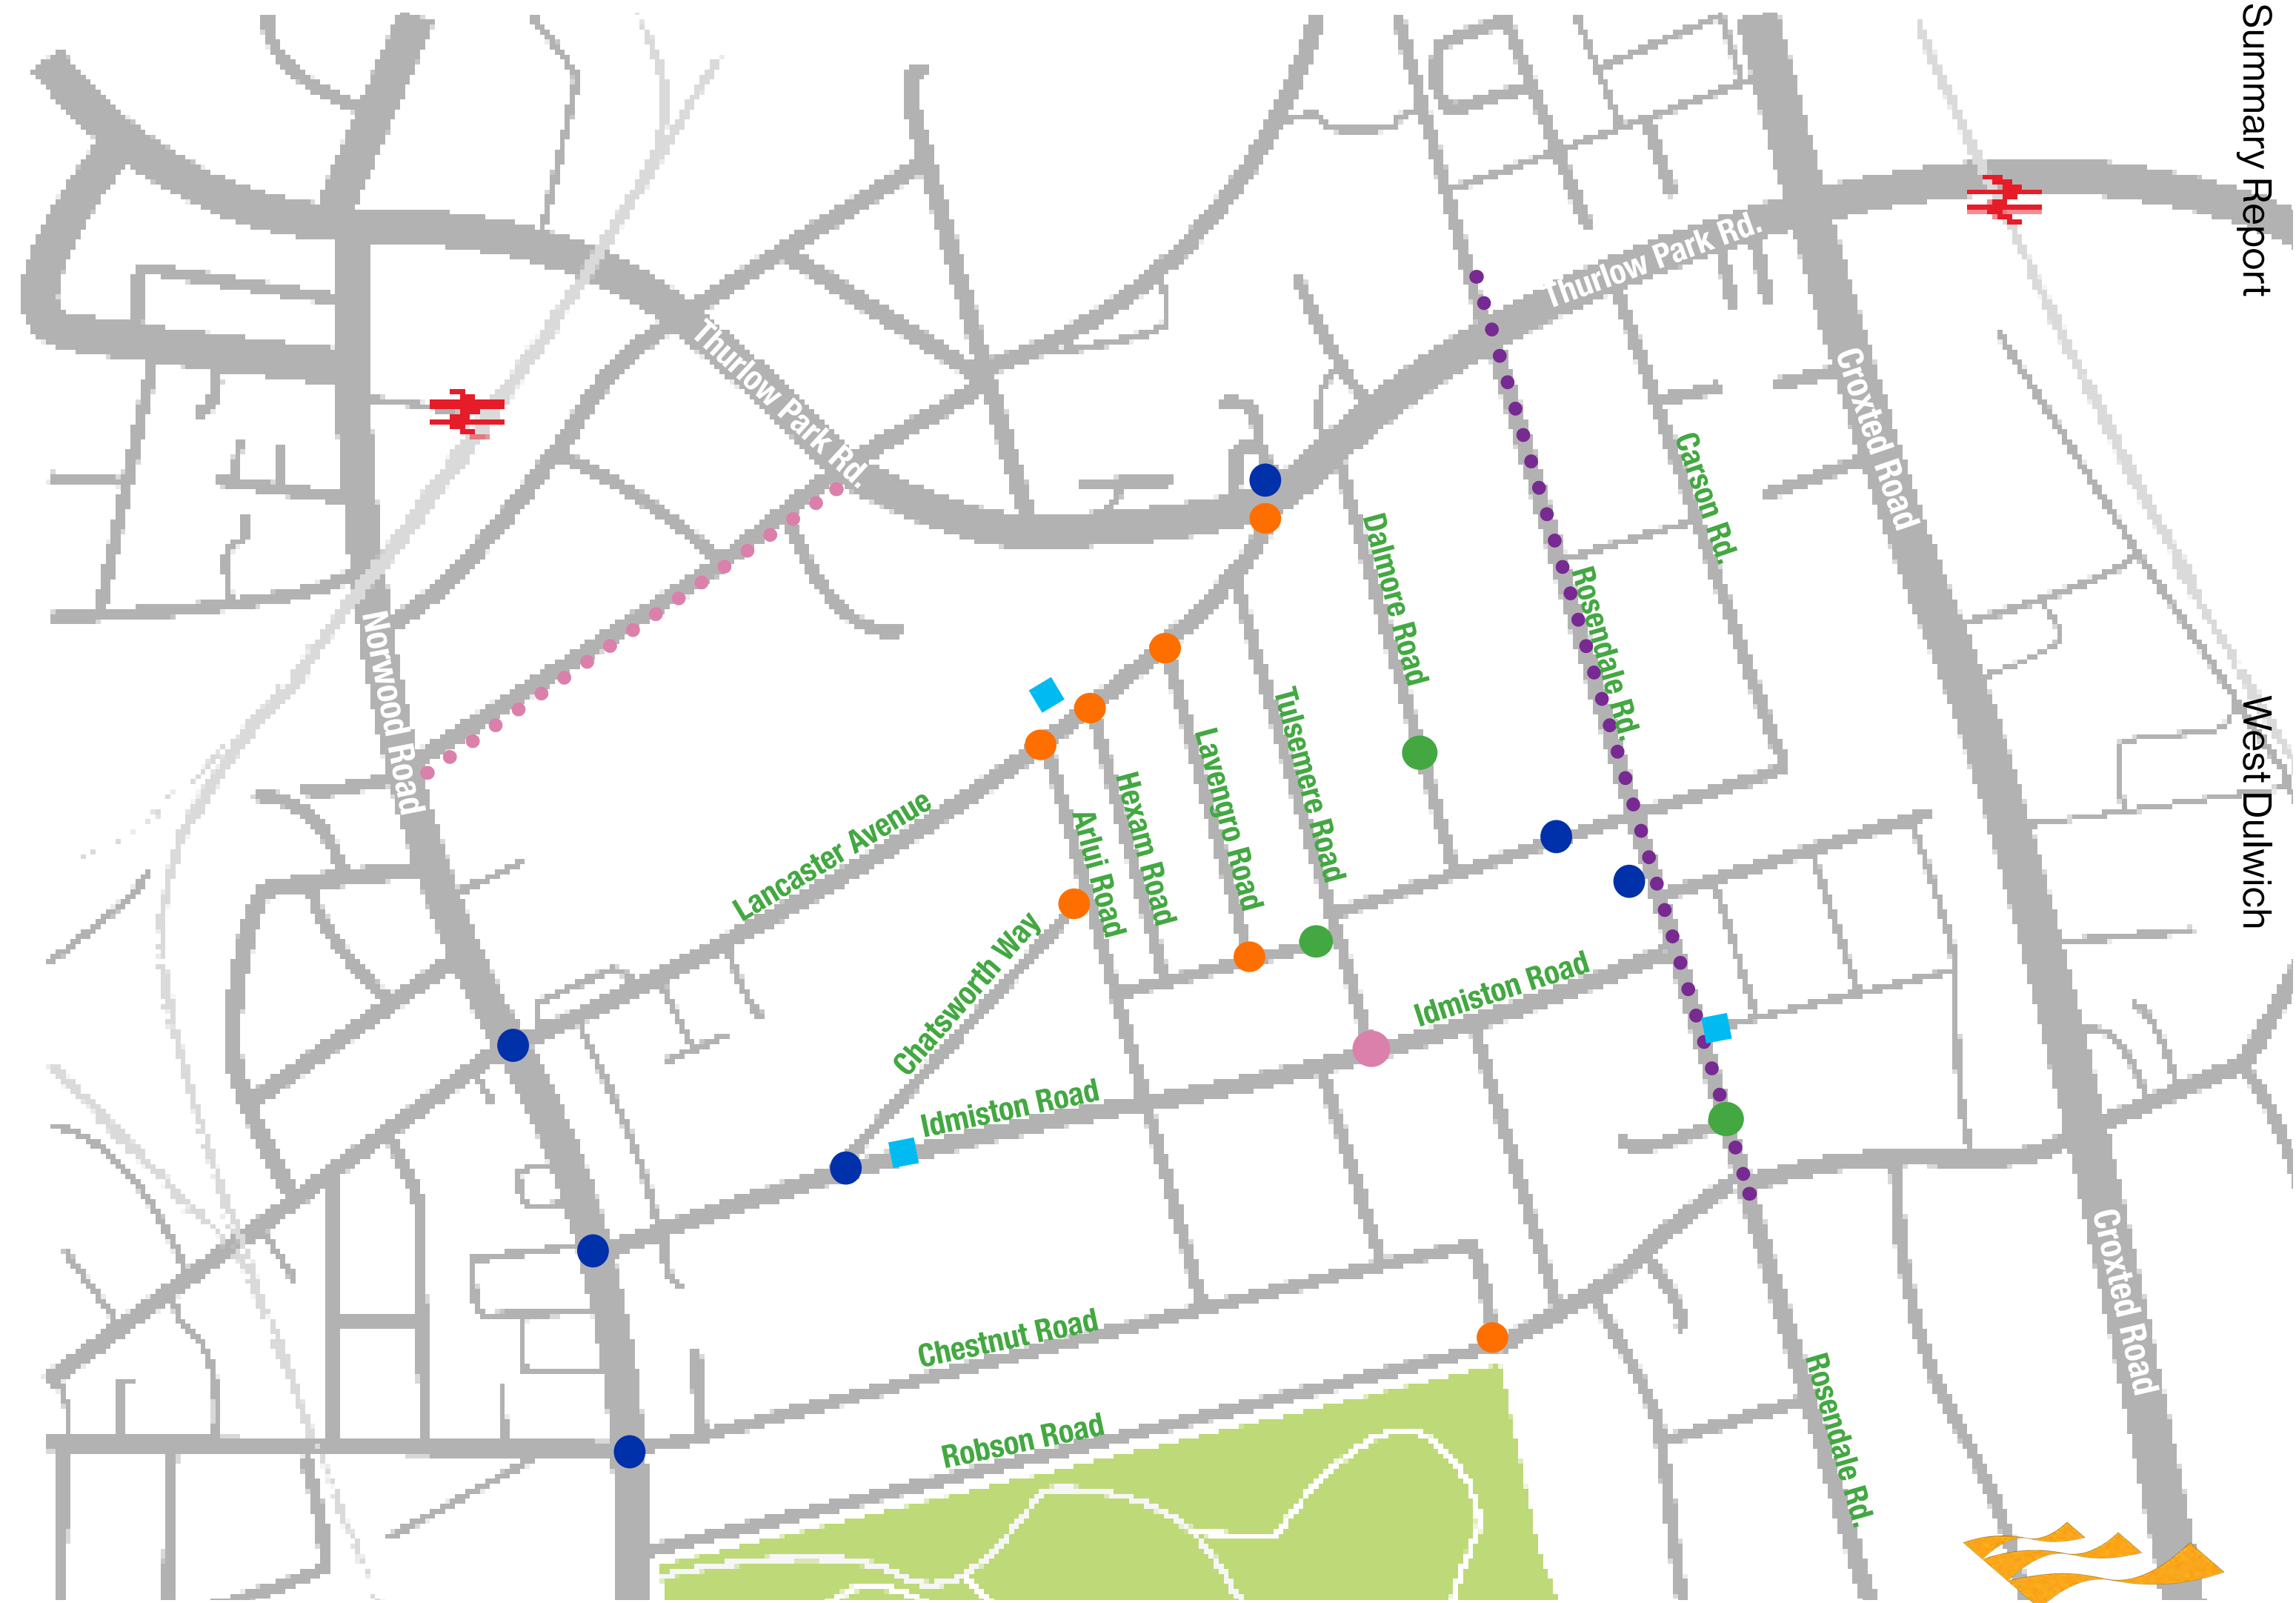 Summary Report
West Dulwich
Thurlow Park Rd.
Thurlow Park Rd.
Croxted Road
Carson Rd.
Dalmore Road
Rosendale Rd.
Norwood Road
Tulsemere Road
Lavengro Road
Hexam Road
Arlui Road
Lancaster Avenue
Chatsworth Way
Idmiston Road
Idmiston Road
Croxted Road
Chestnut Road
Rosendale Rd.
Robson Road